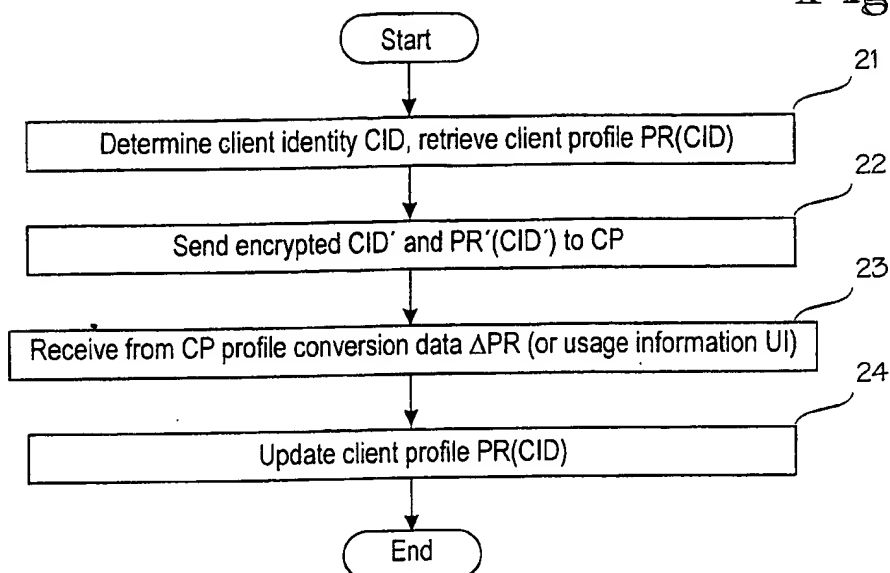 Start
21
Determine client identity CID, retrieve client profile PR(CID)
22
Send encrypted CID´ and PR´(CID´) to CP
23
Receive from CP profile conversion data ΔPR (or usage information UI)
24
Update client profile PR(CID)
End